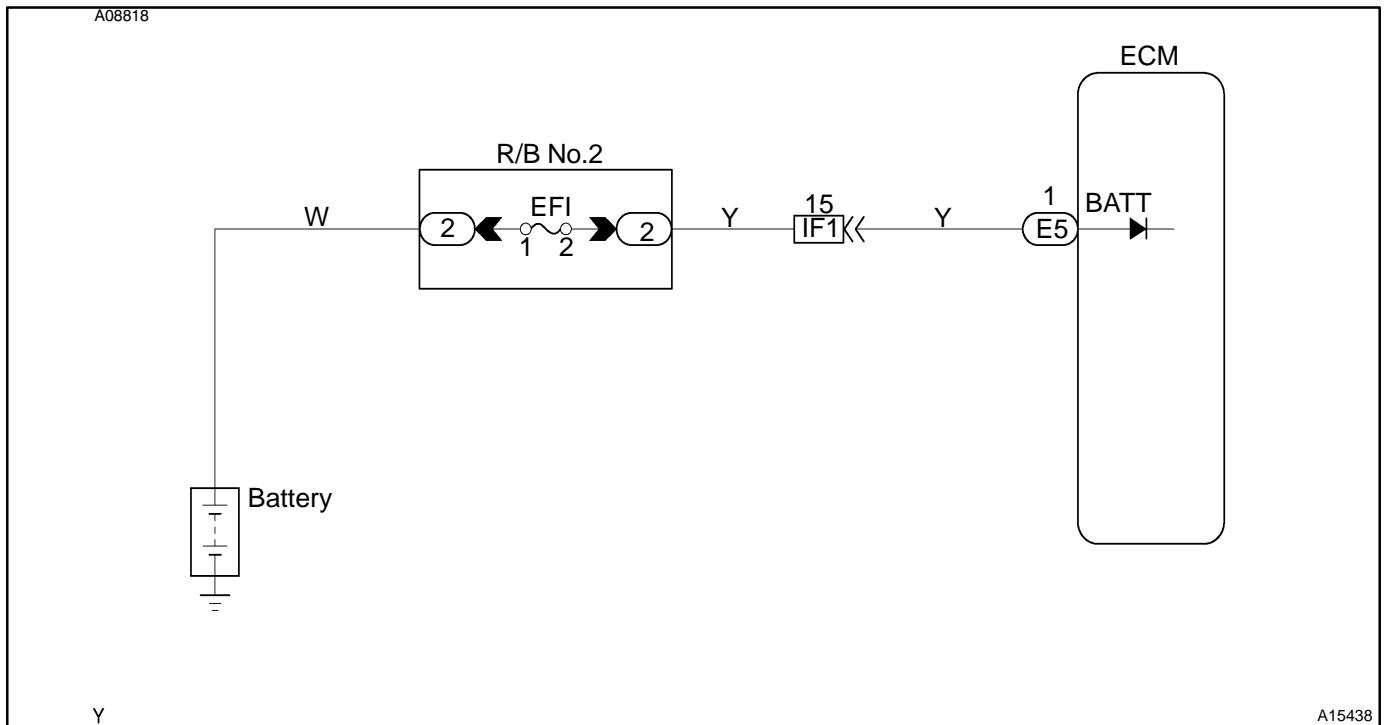 A08818
ECM
R/B No.2
W
2
EFI
1 2
2
Y
15
IF1
Y
1
E5
BATT
Battery
Y
A15438